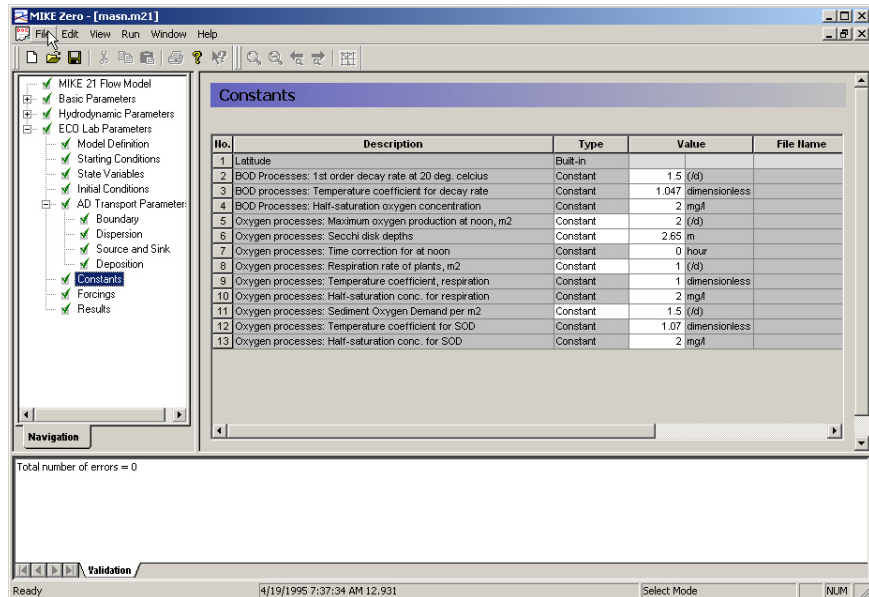 MIKE Zero - [masn.m21]
File Edit View Run Window Help
MIKE 21 Flow Model
Basic Parameters
Hydrodynamic Parameters
ECO Lab Parameters
Model Definition
Starting Conditions
State Variables
Initial Conditions
AD Transport Parameter:
Boundary
Dispersion
Source and Sink
Deposition
Constants
Forcings
Results
Navigation
Constants
No. Description Type Value File Name
1 Latitude Built-in
2 BOD Processes: 1st order decay rate at 20 deg. celcius Constant 1.5 (/d)
3 BOD processes: Temperature coefficient for decay rate Constant 1.047 dimensionless
4 BOD Processes: Half-saturation oxygen concentration Constant 2 mg/l
5 Oxygen processes: Maximum oxygen production at noon, m2 Constant 2 (/d)
6 Oxygen processes: Secchi disk depths Constant 2.65 m
7 Oxygen processes: Time correction for at noon Constant 0 hour
8 Oxygen processes: Respiration rate of plants, m2 Constant 1 (/d)
9 Oxygen processes: Temperature coefficient, respiration Constant 1 dimensionless
10 Oxygen processes: Half-saturation conc. for respiration Constant 2 mg/l
11 Oxygen processes: Sediment Oxygen Demand per m2 Constant 1.5 (/d)
12 Oxygen processes: Temperature coefficient for SOD Constant 1.07 dimensionless
13 Oxygen processes: Half-saturation conc. for SOD Constant 2 mg/l
Total number of errors = 0
Validation
Ready 4/19/1995 7:37:34 AM 12.931 Select Mode NUM